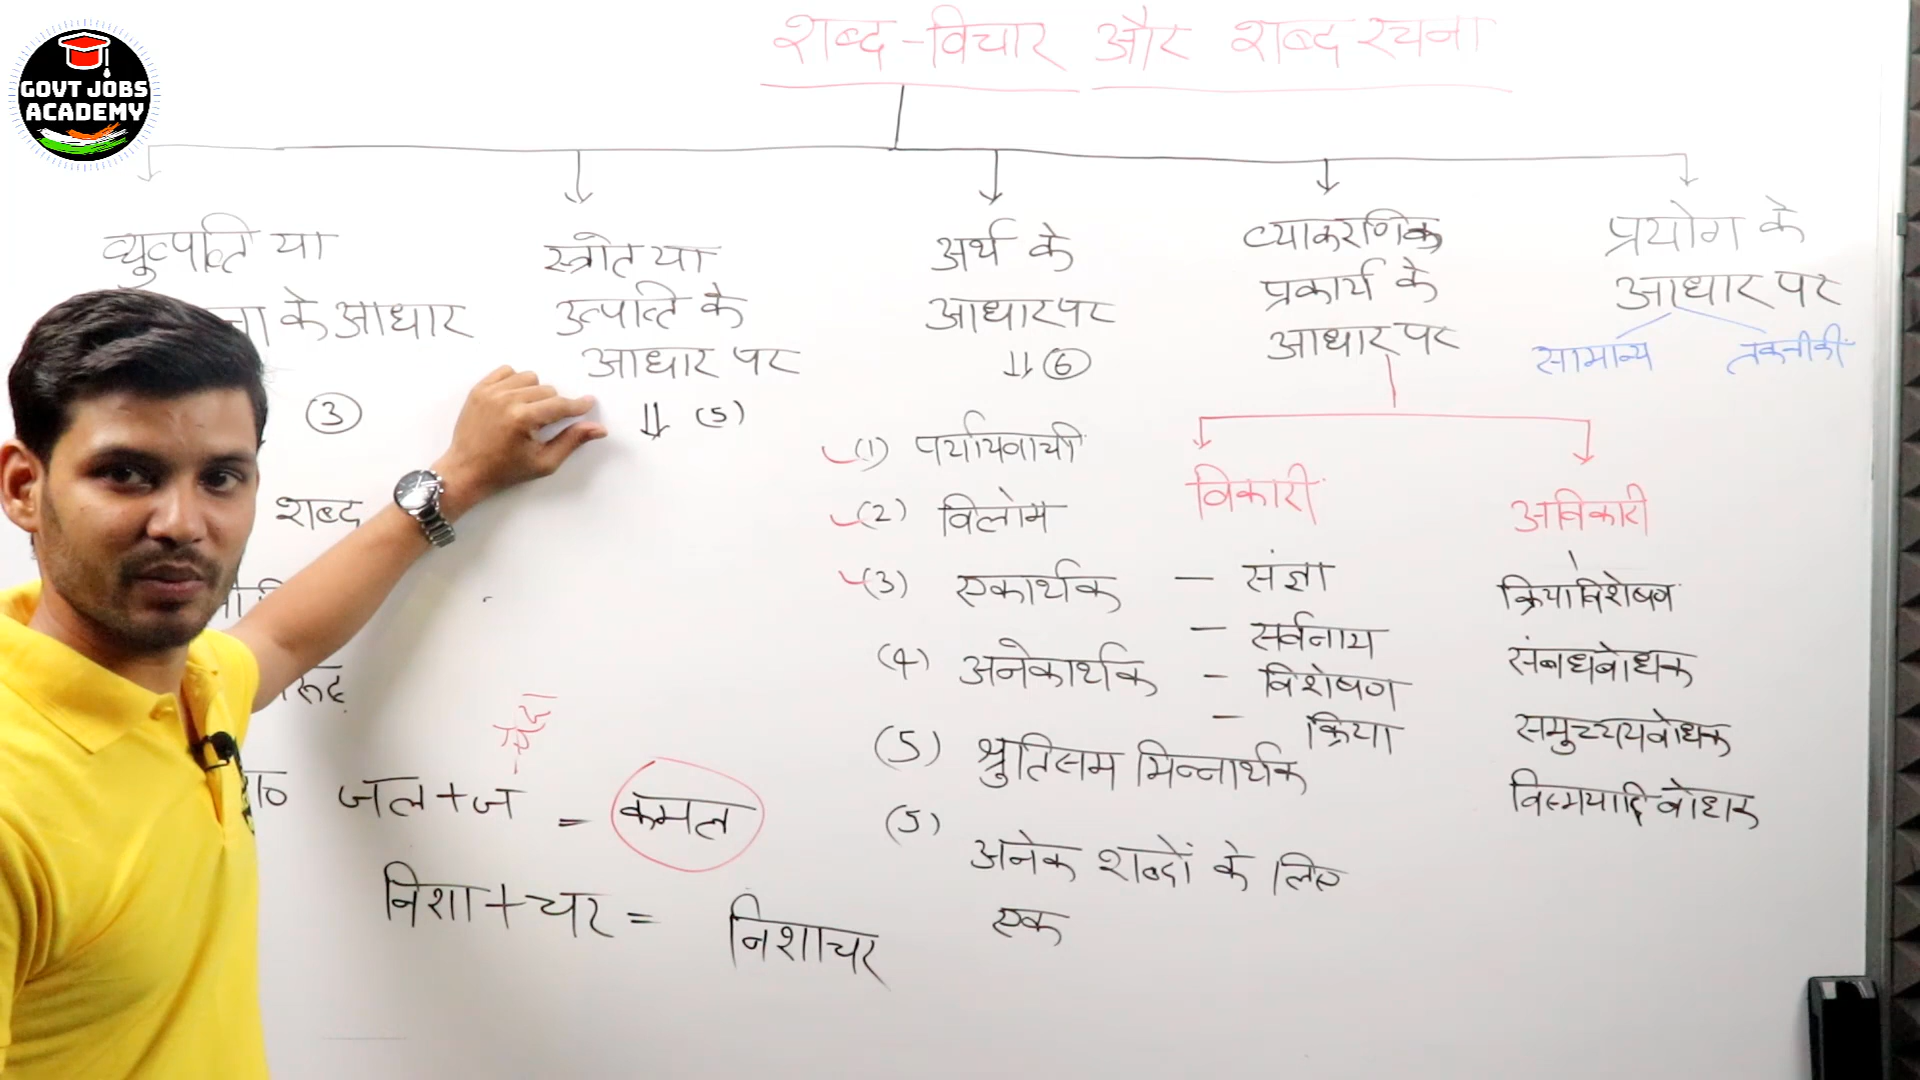 GOVT JOBS
ACADEMY
शब्द-विचार और शब्द रचना
व्युत्पत्ति या
के आधार
(3)
शब्द
जल+ज = कमल
निशा+चर = निशाचर
स्त्रोत या
उत्पत्ति के
आधार पर
(5)
अर्थ के
आधार पर
(6)
(1) पर्यायवाची
(2) विलोम
(3) एकार्थक
(4) अनेकार्थक
(5) श्रुतिसम भिन्नार्थक
(5) अनेक शब्दों के लिए
एक
व्याकरणिक
प्रकार्य के
आधार पर
विकारी
- संज्ञा
- सर्वनाम
- विशेषण
- क्रिया
अविकारी
क्रियाविशेषण
संबधबोधक
समुच्चयबोधक
विस्मयादिबोधक
प्रयोग के
आधार पर
सामान्य तकनीकी